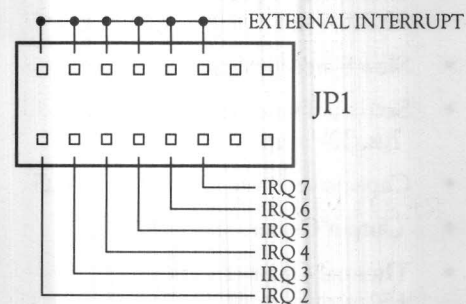 EXTERNAL INTERRUPT
JP1
IRQ 7
IRQ 6
IRQ 5
IRQ 4
IRQ 3
IRQ 2